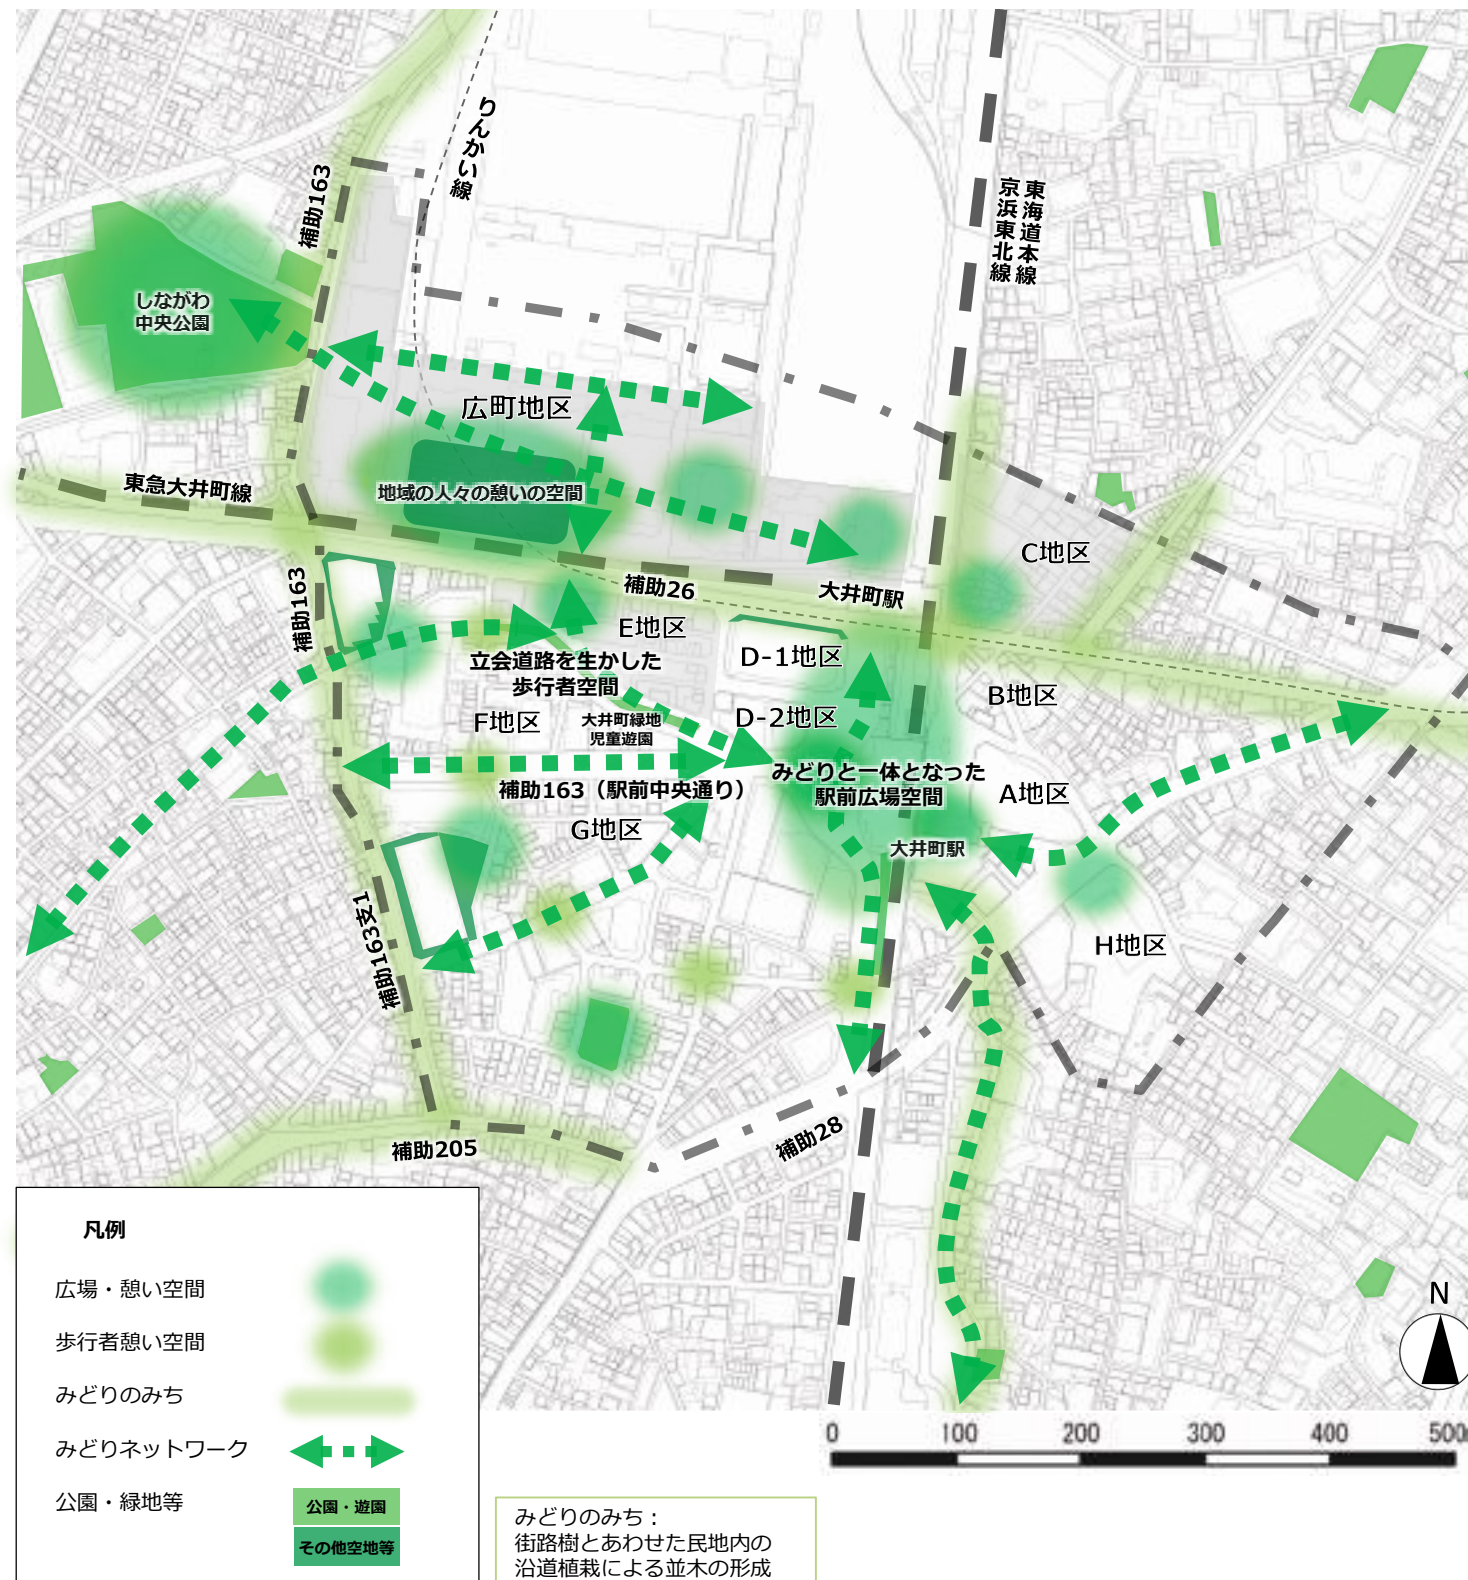 りんかい線
補助163
東海道本線
京浜東北線
しながわ
中央公園
広町地区
東急大井町線
地域の人々の憩いの空間
C地区
補助163
補助26
大井町駅
E地区
D-1地区
立会道路を生かした
歩行者空間
B地区
F地区
大井町緑地
児童遊園
D-2地区
みどりと一体となった
駅前広場空間
補助163（駅前中央通り）
A地区
G地区
大井町駅
補助163支1
H地区
補助28
補助205
凡例
広場・憩い空間
歩行者憩い空間
みどりのみち
みどりネットワーク
公園・緑地等
公園・遊園
その他空地等
みどりのみち：
街路樹とあわせた民地内の
沿道植栽による並木の形成
N
0 100 200 300 400 500